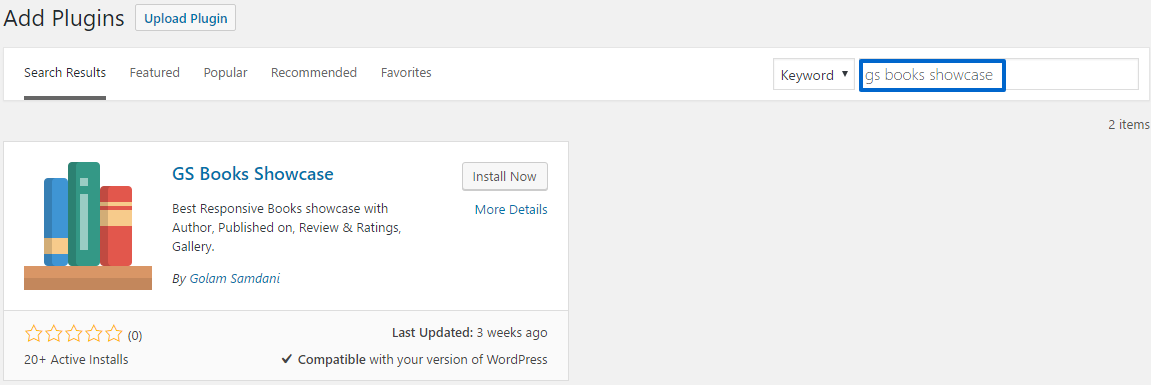 Add Plugins Upload Plugin
Search Results Featured Popular Recommended Favorites Keyword gs books showcase
2 items
GS Books Showcase Install Now
Best Responsive Books showcase with More Details
Author, Published on, Review & Ratings,
Gallery.
By Golam Samdani
(0) Last Updated: 3 weeks ago
20+ Active Installs Compatible with your version of WordPress